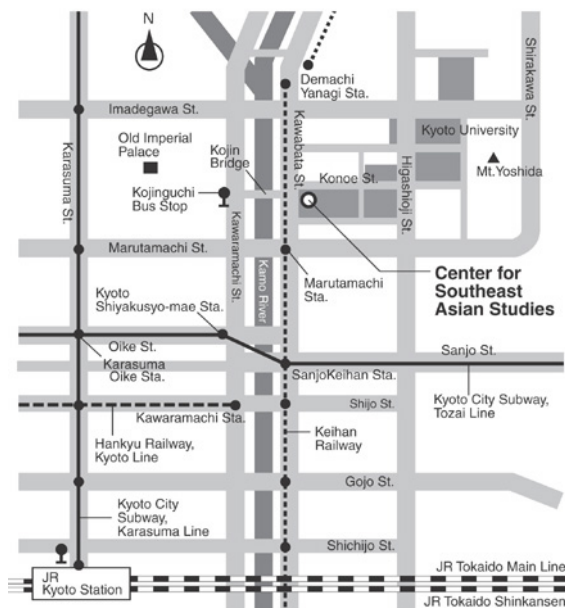 N
Demachi
Yanagi Sta.
Shirakawa St.
Imadegawa St.
Kyoto University
Old Imperial
Palace
Kojin
Bridge
Kawabata St.
Karasuma St.
Konoe St.
Higashioji St.
Mt.Yoshida
Kojinguchi
Bus Stop
Kawaramachi St.
Marutamachi St.
Kamo River
Marutamachi
Sta.
Center for
Southeast
Asian Studies
Kyoto
Shiyakusyo-mae Sta.
Oike St.
Karasuma
Oike Sta.
Sanjo St.
SanjoKeihan Sta.
Kawaramachi Sta.
Shijo St.
Kyoto City Subway,
Tozai Line
Hankyu Railway,
Kyoto Line
Keihan
Railway
Gojo St.
Kyoto City
Subway,
Karasuma Line
Shichijo St.
JR
Kyoto Station
JR Tokaido Main Line
JR Tokaido Shinkansen